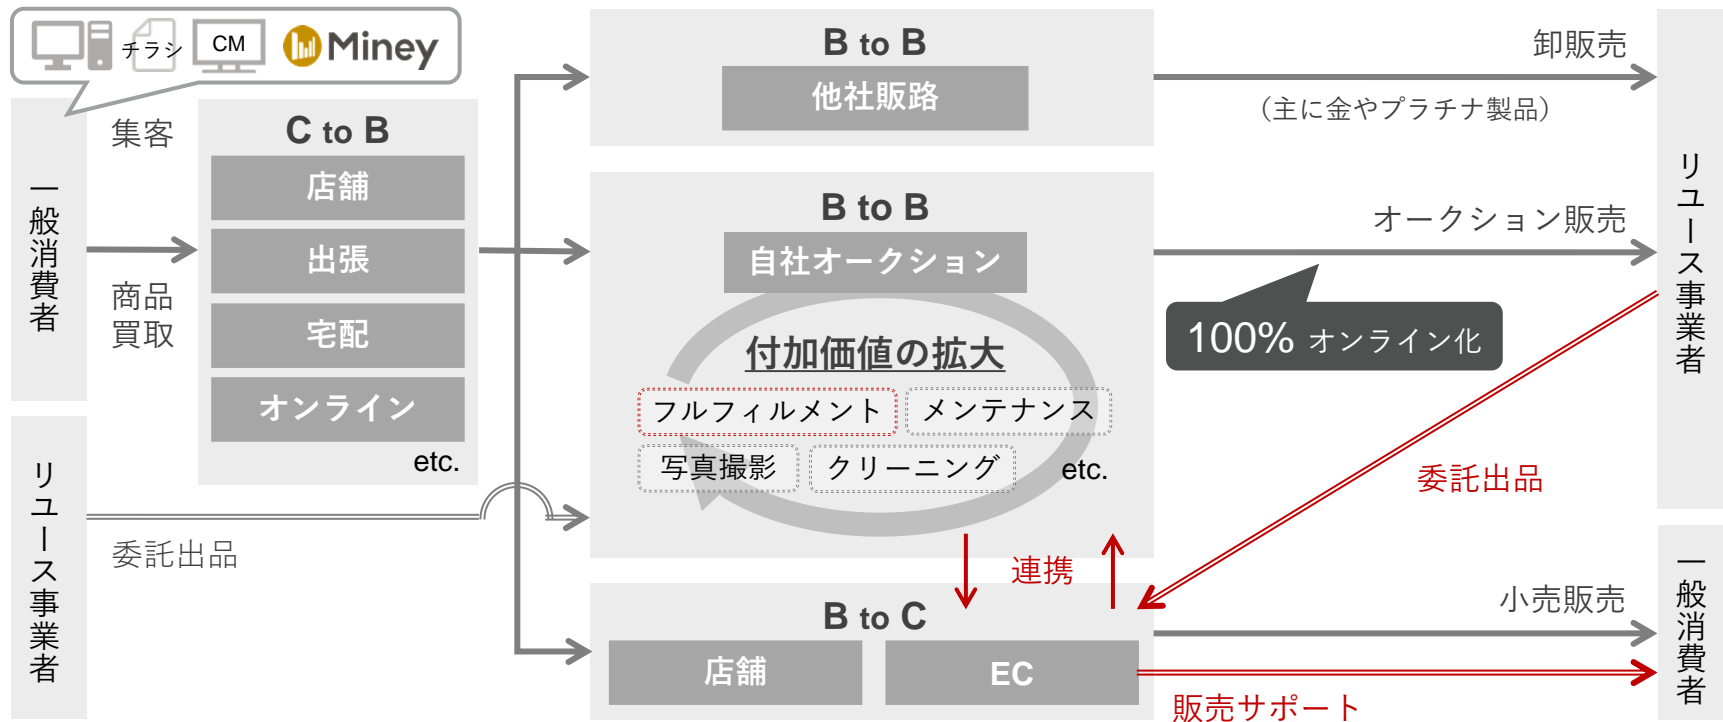 チラシ
CM
Miney
一般消費者
集客
商品
買取
C to B
店舗
出張
宅配
オンライン
etc.
リユース事業者
委託出品
B to B
他社販路
卸販売
（主に金やプラチナ製品）
B to B
自社オークション
付加価値の拡大
フルフィルメント
メンテナンス
写真撮影
クリーニング
etc.
オークション販売
100% オンライン化
リユース事業者
委託出品
連携
B to C
店舗
EC
小売販売
販売サポート
一般消費者